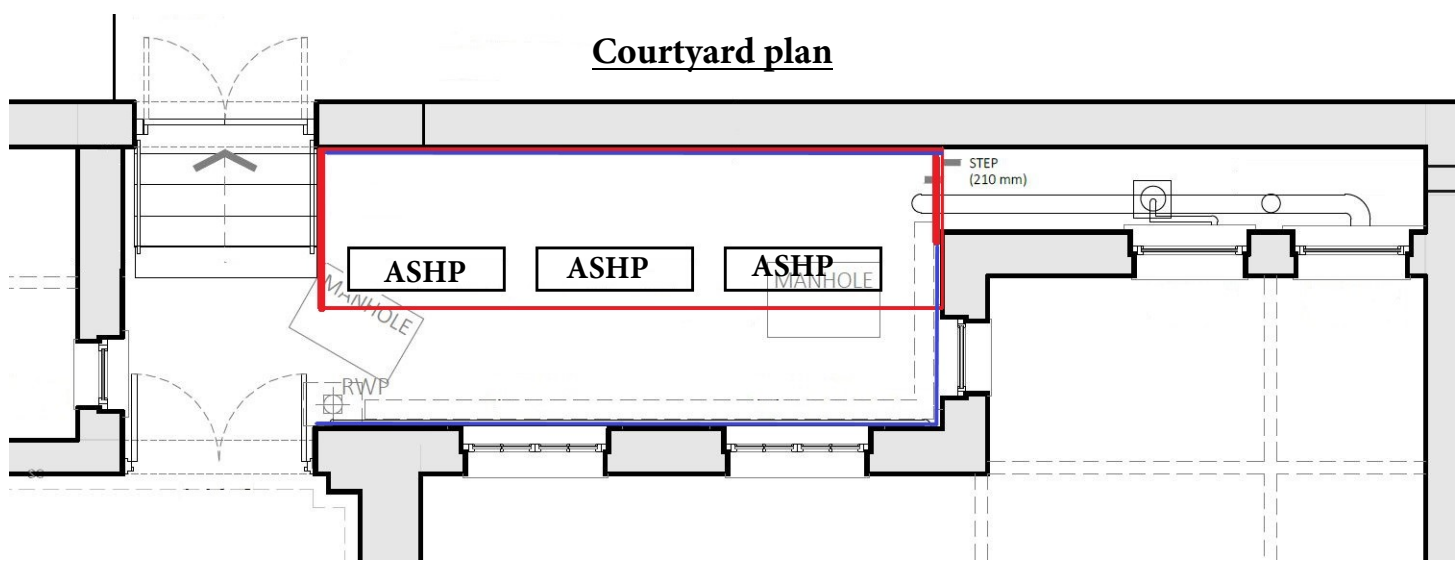 Courtyard plan
STEP
(210 mm)
ASHP
ASHP
ASHP
MANHOLE
MANHOLE
RWP